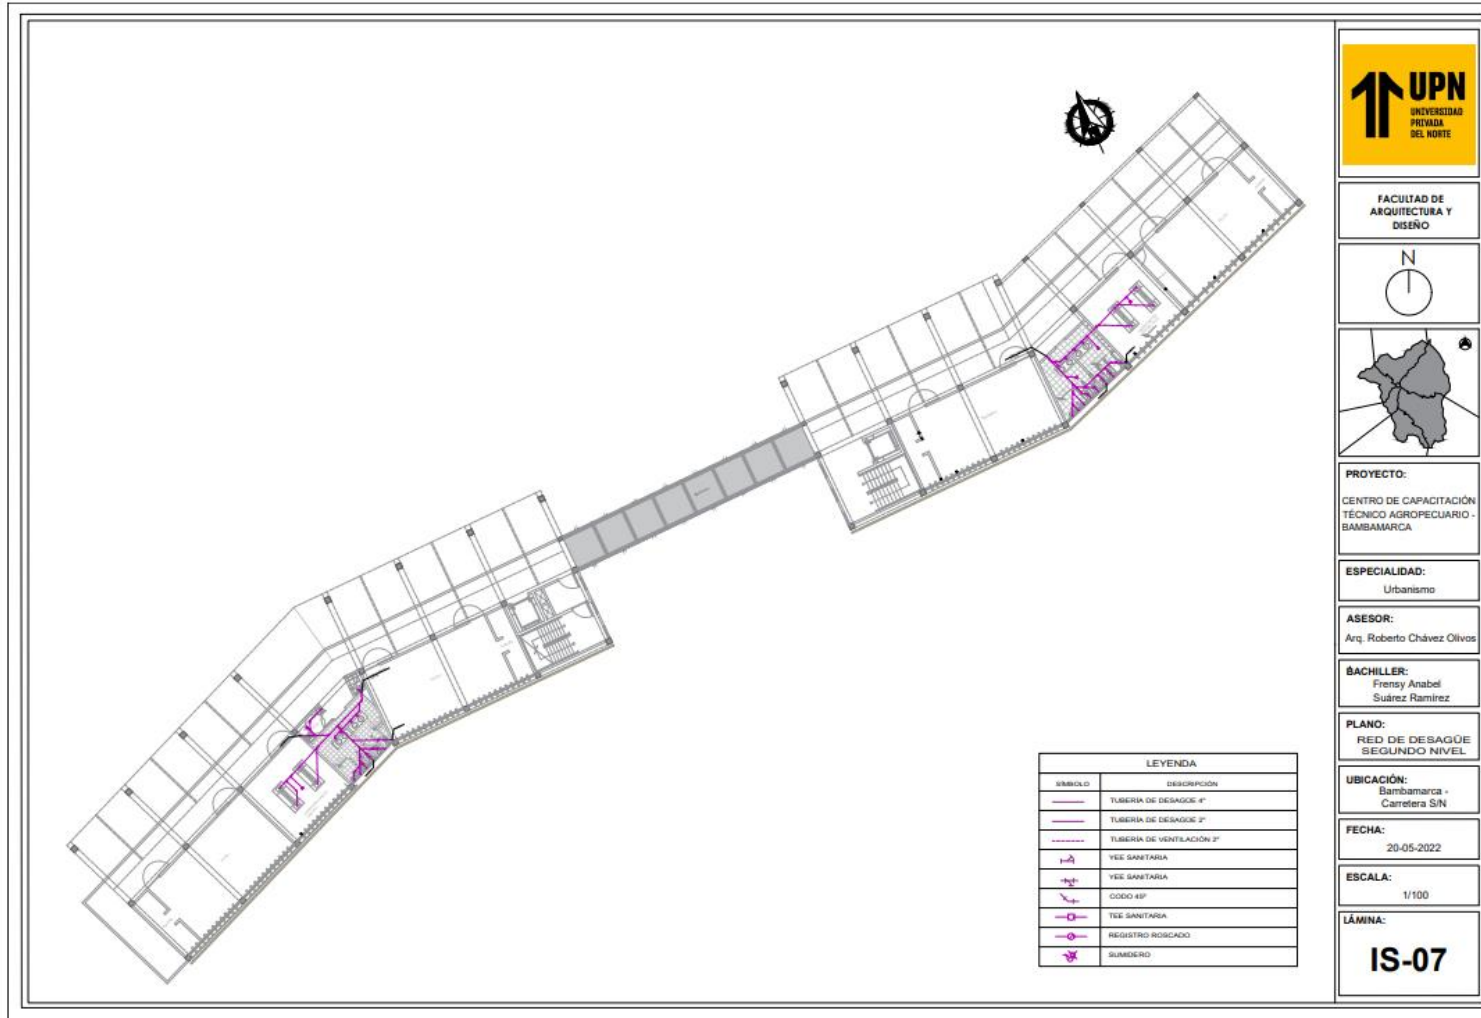 UPN
UNIVERSIDAD
PRIVADA
DEL NORTE
FACULTAD DE
ARQUITECTURA Y
DISEÑO
N
PROYECTO:
CENTRO DE CAPACITACIÓN
TÉCNICO AGROPECUARIO -
BAMBAMARCA
ESPECIALIDAD:
Urbanismo
ASESOR:
Arq. Roberto Chávez Olivos
BACHILLER:
Frensy Anabel
Suárez Ramírez
PLANO:
RED DE DESAGÜE
SEGUNDO NIVEL
UBICACIÓN:
Bambamarca -
Carretera S/N
FECHA:
20-05-2022
ESCALA:
1/100
LÁMINA:
IS-07
LEYENDA
SÍMBOLO DESCRIPCIÓN
TUBERÍA DE DESAGÜE 4"
TUBERÍA DE DESAGÜE 2"
TUBERÍA DE VENTILACIÓN 2"
YEE SANITARIA
YEE SANITARIA
CODO 45º
TEE SANITARIA
REGISTRO ROSCADO
SUMIDERO